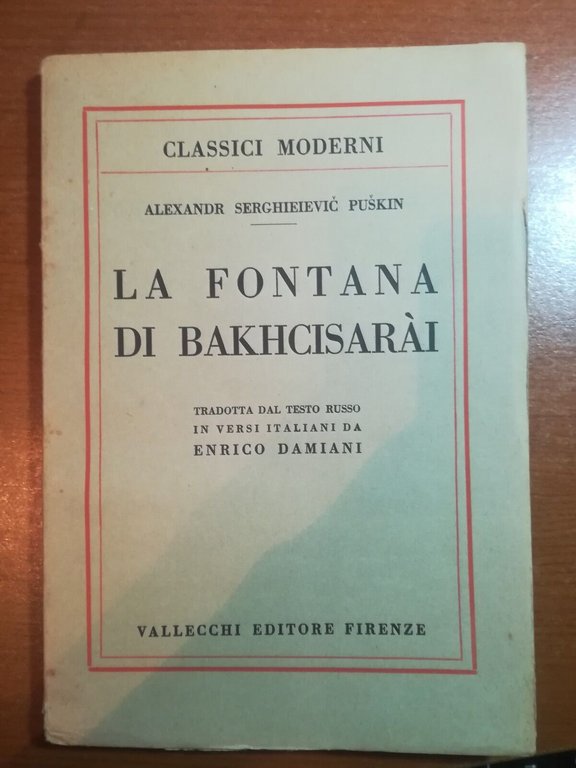 CLASSICI MODERNI
ALEXANDR SERGHIEIEVIČ PUŠKIN
LA FONTANA
DI BAKHCISARÀI
TRADOTTA DAL TESTO RUSSO
IN VERSI ITALIANI DA
ENRICO DAMIANI
VALLECCHI EDITORE FIRENZE